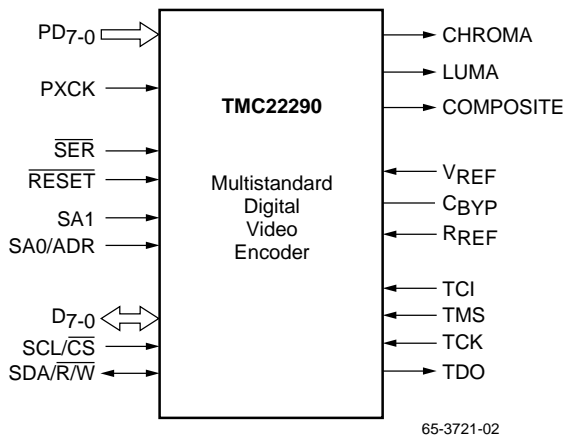 PD7-0
PXCK
SER
RESET
SA1
SA0/ADR
D7-0
SCL/CS
SDA/R/W
TMC22290
Multistandard
Digital
Video
Encoder
CHROMA
LUMA
COMPOSITE
VREF
CBYP
RREF
TCI
TMS
TCK
TDO
65-3721-02